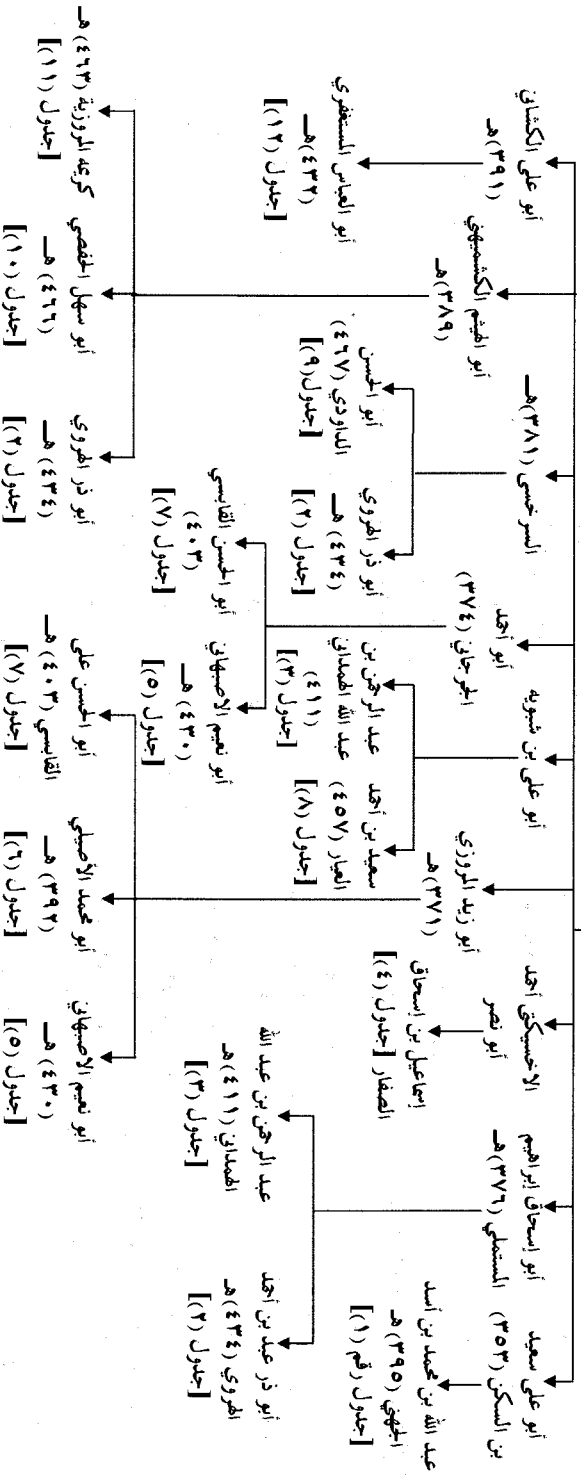 أبو علي سعيد
بن السكن (٣٥٣)
عبد الله بن محمد بن أسد
الجهني (٣٩٥) هـ
[جدول رقم (١)]
أبو إسحاق إبراهيم
المستملي (٣٧٦) هـ
أبو ذر عبد بن أحمد
الهروي (٤٣٤) هـ
[جدول (٢)]
عبد الرحمن بن عبد الله
الهمداني (٤١١) هـ
[جدول (٣)]
الاخسيكتي أحمد
أبو نصر
إسماعيل بن إسحاق
الصفار [جدول (٤)]
أبو زيد المروزي
(٣٧١) هـ
أبو نعيم الاصبهاني
(٤٣٠) هـ
[جدول (٥)]
أبو محمد الأصيلي
(٣٩٢) هـ
[جدول (٦)]
أبو الحسن علي
القابسي (٤٠٣) هـ
[جدول (٧)]
أبو علي بن شبويه
سعيد بن أحمد
العيار (٤٥٧)
[جدول (٨)]
عبد الرحمن بن
عبد الله الهمداني
(٤١١)
[جدول (٣)]
أبو أحمد
الجرجاني (٣٧٤)
أبو نعيم الاصبهاني
(٤٣٠) هـ
[جدول (٥)]
أبو الحسن القابسي
(٤٠٣)
[جدول (٧)]
السرخسي (٣٨١) هـ
أبو ذر الهروي
(٤٣٤) هـ
[جدول (٢)]
أبو الحسن
الداودي (٤٦٧)
[جدول (٩)]
أبو الهيثم الكشميهني
(٣٨٩) هـ
أبو ذر الهروي
(٤٣٤) هـ
[جدول (٢)]
أبو سهل الحفصي
(٤٦٦) هـ
[جدول (١٠)]
كريمه المروزية (٤٦٣) هـ
[جدول (١١)]
أبو علي الكشاني
(٣٩١) هـ
أبو العباس المستغفري
(٤٣٢) هـ
[جدول (١٢)]